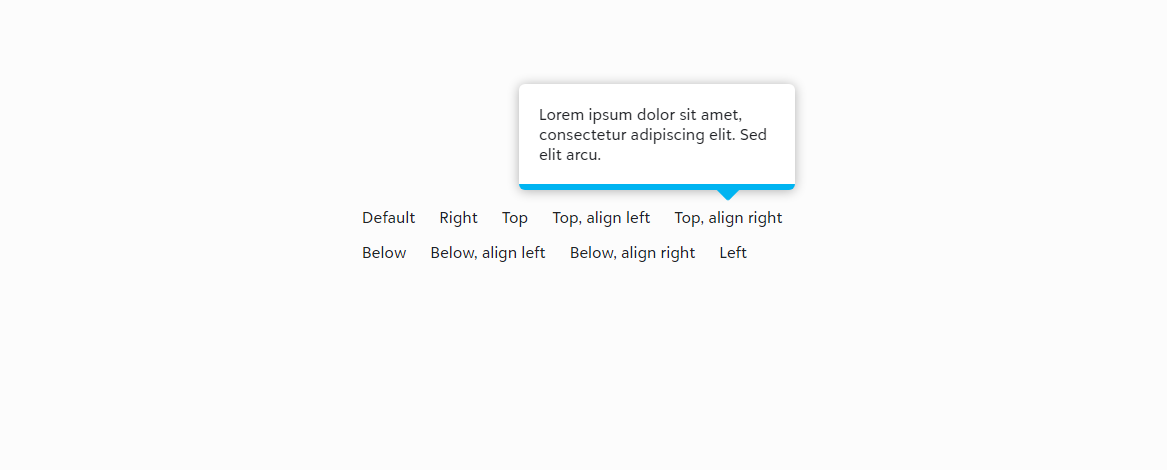 Lorem ipsum dolor sit amet,
consectetur adipiscing elit. Sed
elit arcu.
Default Right Top Top, align left Top, align right
Below Below, align left Below, align right Left